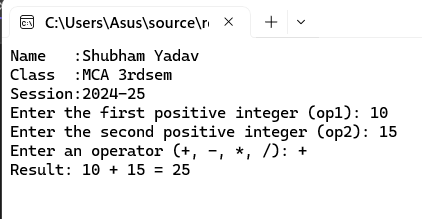 C:\Users\Asus\source\r
Name   :Shubham Yadav
Class  :MCA 3rdsem
Session:2024-25
Enter the first positive integer (op1): 10
Enter the second positive integer (op2): 15
Enter an operator (+, -, *, /): +
Result: 10 + 15 = 25